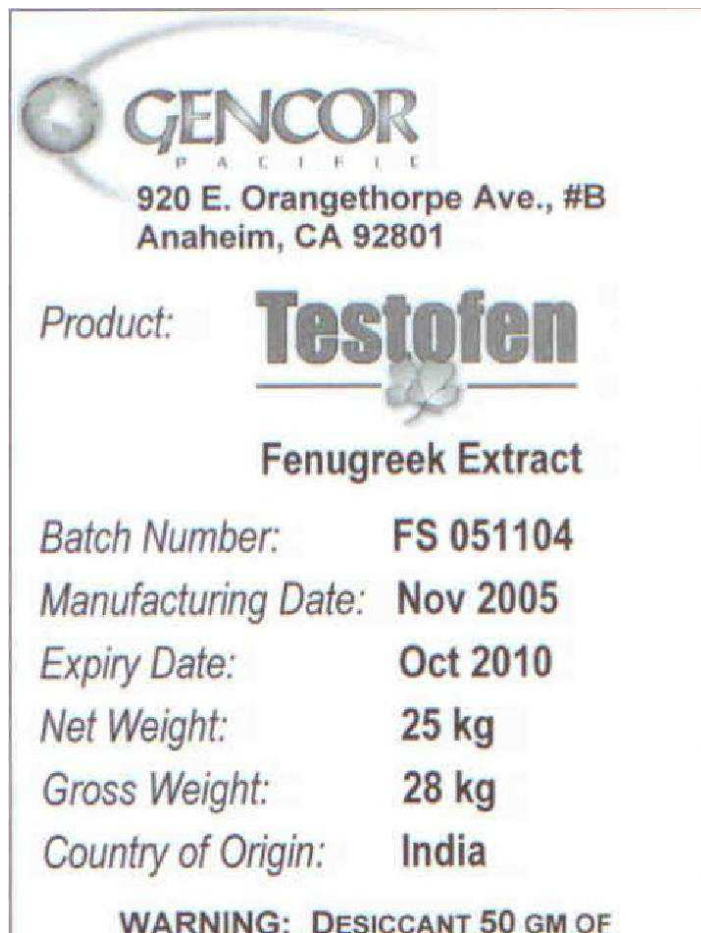 GENCOR
PACIFIC
920 E. Orangethorpe Ave., #B
Anaheim, CA 92801
Product: Testofen
Fenugreek Extract
Batch Number: FS 051104
Manufacturing Date: Nov 2005
Expiry Date: Oct 2010
Net Weight: 25 kg
Gross Weight: 28 kg
Country of Origin: India
WARNING: DESICCANT 50 GM OF